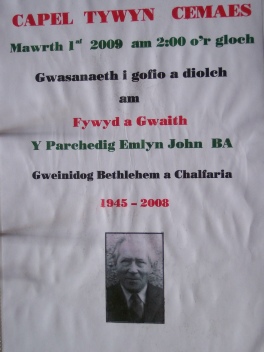 CAPEL TYWYN CEMAES
Mawrth 1st 2009 am 2:00 o'r gloch
Gwasanaeth i gofio a diolch
am
Fywyd a Gwaith
Y Parchedig Emlyn John BA
Gweinidog Bethlehem a Chalfaria
1945 – 2008